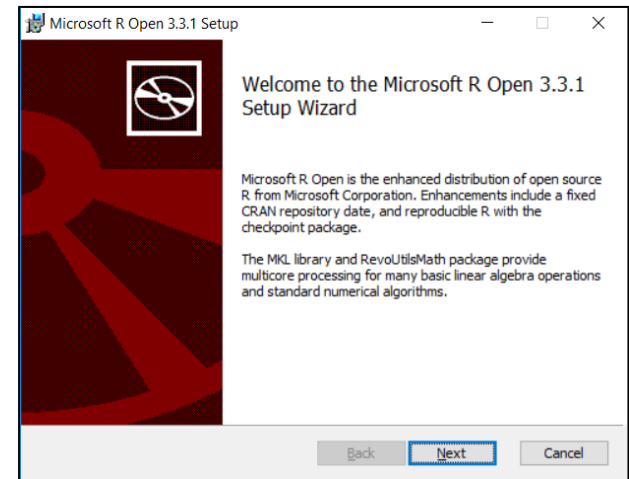 Microsoft R Open 3.3.1 Setup
Welcome to the Microsoft R Open 3.3.1
Setup Wizard
Microsoft R Open is the enhanced distribution of open source
R from Microsoft Corporation. Enhancements include a fixed
CRAN repository date, and reproducible R with the
checkpoint package.
The MKL library and RevoUtilsMath package provide
multicore processing for many basic linear algebra operations
and standard numerical algorithms.
Back Next Cancel